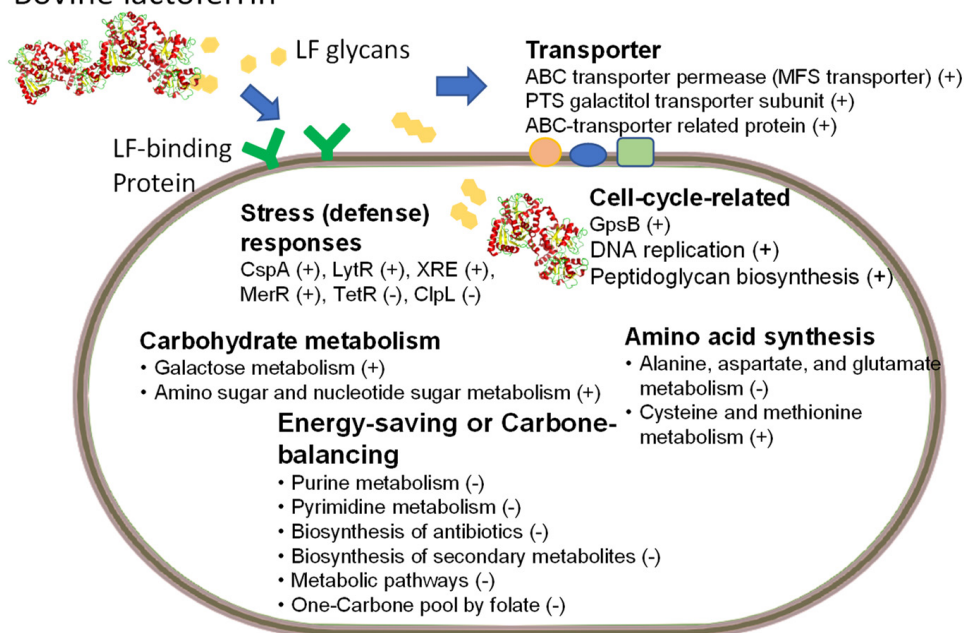 Bovine lactoferrin
LF glycans
Transporter
ABC transporter permease (MFS transporter) (+)
PTS galactitol transporter subunit (+)
ABC-transporter related protein (+)
LF-binding
Protein
Stress (defense)
responses
CspA (+), LytR (+), XRE (+),
MerR (+), TetR (-), ClpL (-)
Cell-cycle-related
GpsB (+)
DNA replication (+)
Peptidoglycan biosynthesis (+)
Carbohydrate metabolism
• Galactose metabolism (+)
• Amino sugar and nucleotide sugar metabolism (+)
Amino acid synthesis
• Alanine, aspartate, and glutamate
metabolism (-)
• Cysteine and methionine
metabolism (+)
Energy-saving or Carbone-
balancing
• Purine metabolism (-)
• Pyrimidine metabolism (-)
• Biosynthesis of antibiotics (-)
• Biosynthesis of secondary metabolites (-)
• Metabolic pathways (-)
• One-Carbone pool by folate (-)